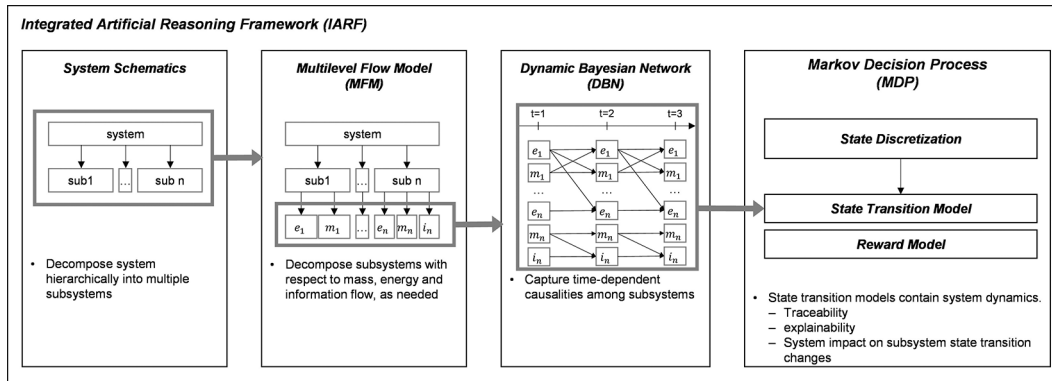 Integrated Artificial Reasoning Framework (IARF)
System Schematics
system
sub1
...
sub n
• Decompose system
hierarchically into multiple
subsystems
Multilevel Flow Model
(MFM)
system
sub1
...
sub n
e₁ m₁ ... eₙ mₙ iₙ
• Decompose subsystems with
respect to mass, energy and
information flow, as needed
Dynamic Bayesian Network
(DBN)
t=1 t=2 t=3
e₁ e₁ e₁
m₁ m₁ m₁
... ... ...
eₙ eₙ eₙ
mₙ mₙ mₙ
iₙ iₙ iₙ
• Capture time-dependent
causalities among subsystems
Markov Decision Process
(MDP)
State Discretization
State Transition Model
Reward Model
• State transition models contain system dynamics.
– Traceability
– explainability
– System impact on subsystem state transition
changes